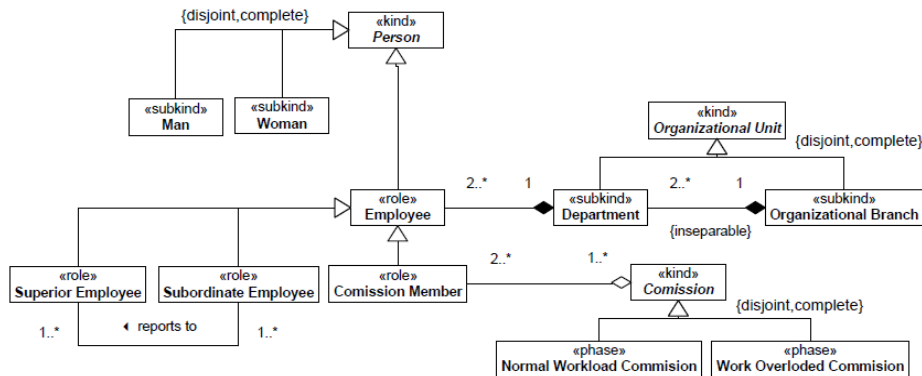 {disjoint,complete}
«kind»
Person
«subkind»
Man
«subkind»
Woman
«kind»
Organizational Unit
{disjoint,complete}
2..*
1
2..*
1
«role»
Employee
«subkind»
Department
«subkind»
Organizational Branch
{inseparable}
«role»
Superior Employee
«role»
Subordinate Employee
«role»
Comission Member
2..*
1..*
«kind»
Comission
1..*
reports to
1..*
{disjoint,complete}
«phase»
Normal Workload Commision
«phase»
Work Overloded Commision